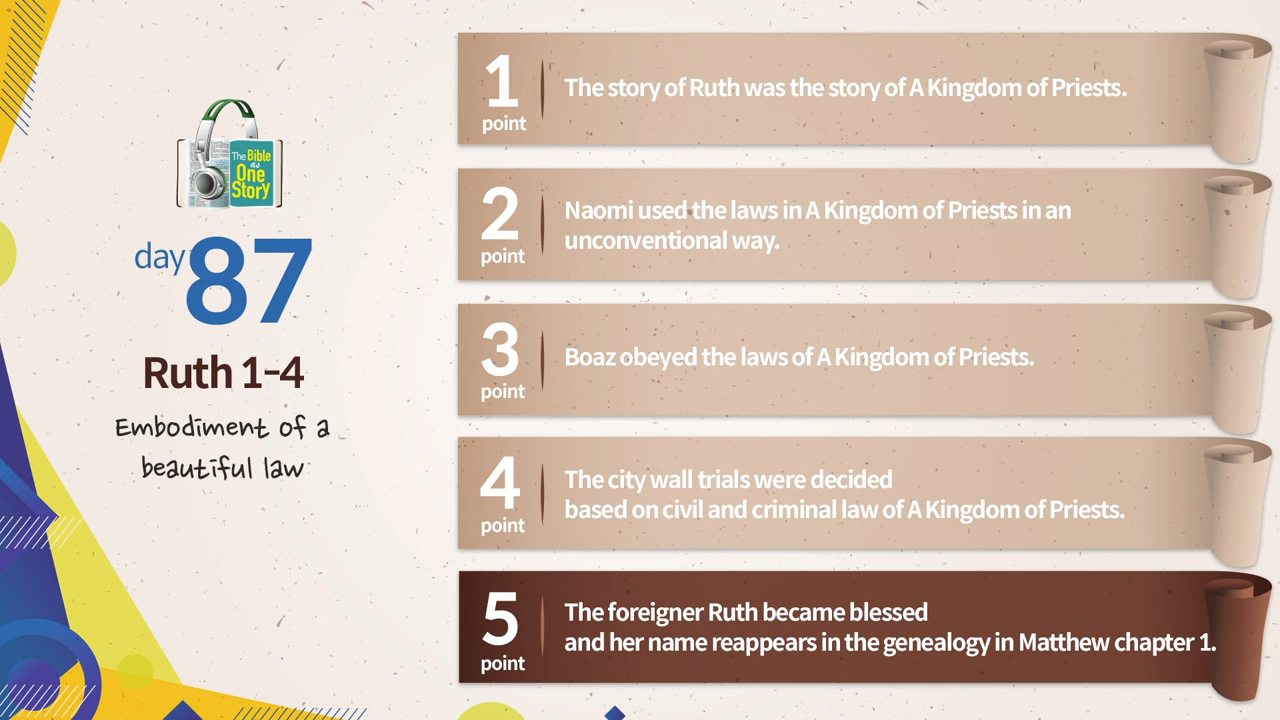 The Bible
as
One
Story
day 87
Ruth 1-4
Embodiment of a
beautiful law
1
point
The story of Ruth was the story of A Kingdom of Priests.
2
point
Naomi used the laws in A Kingdom of Priests in an
unconventional way.
3
point
Boaz obeyed the laws of A Kingdom of Priests.
4
point
The city wall trials were decided
based on civil and criminal law of A Kingdom of Priests.
5
point
The foreigner Ruth became blessed
and her name reappears in the genealogy in Matthew chapter 1.